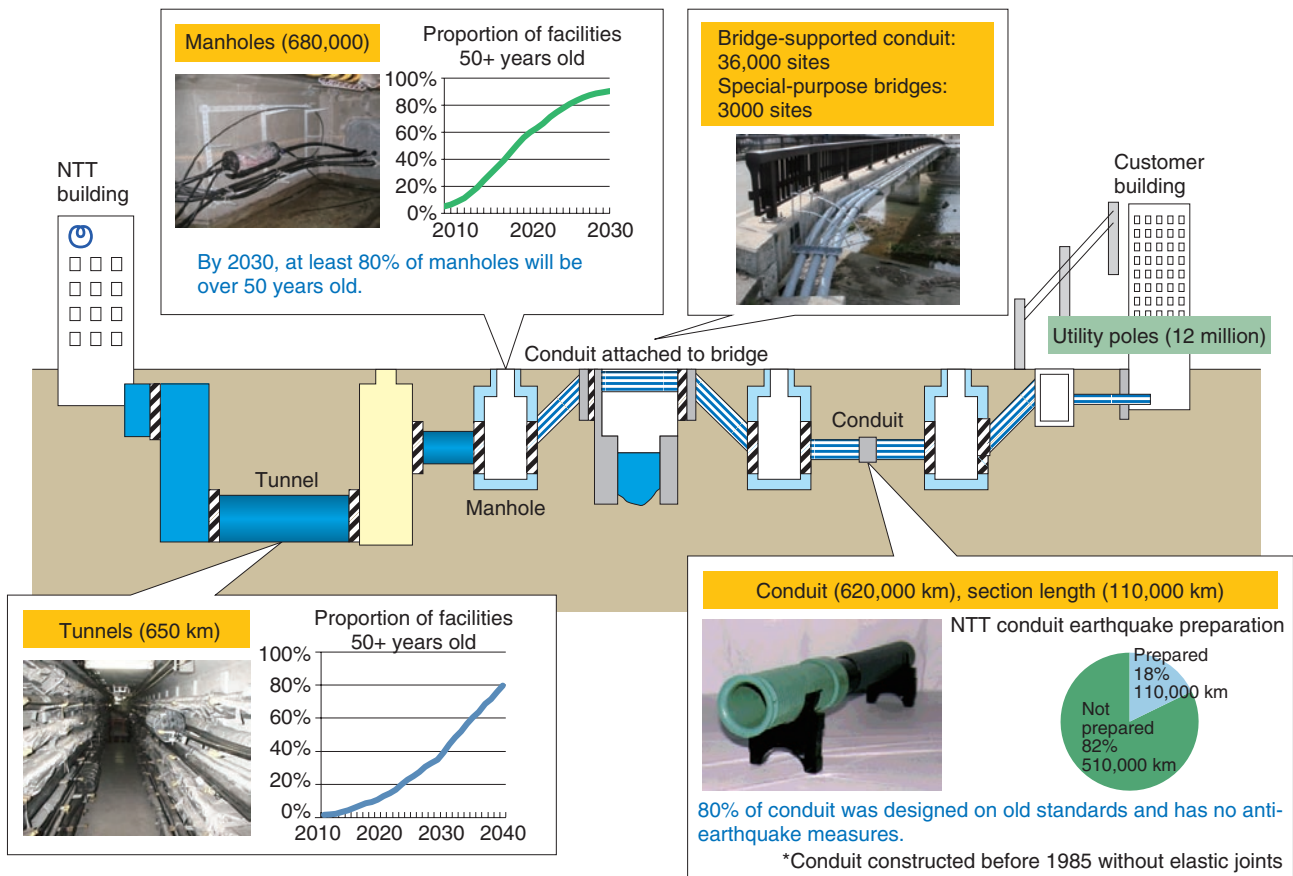 Manholes (680,000)
Proportion of facilities
50+ years old
100%
80%
60%
40%
20%
0%
2010
2020
2030
By 2030, at least 80% of manholes will be
over 50 years old.
Bridge-supported conduit:
36,000 sites
Special-purpose bridges:
3000 sites
NTT
building
Customer
building
Utility poles (12 million)
Conduit attached to bridge
Conduit
Tunnel
Manhole
Tunnels (650 km)
Proportion of facilities
50+ years old
100%
80%
60%
40%
20%
0%
2010
2020
2030
2040
Conduit (620,000 km), section length (110,000 km)
NTT conduit earthquake preparation
Prepared
18%
110,000 km
Not
prepared
82%
510,000 km
80% of conduit was designed on old standards and has no anti-
earthquake measures.
*Conduit constructed before 1985 without elastic joints